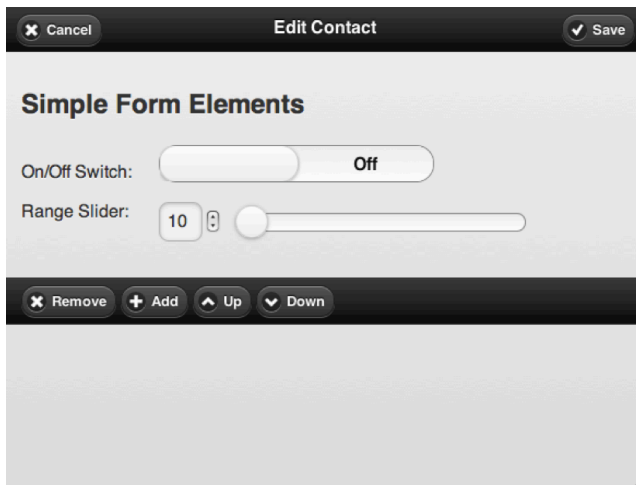 Cancel Edit Contact Save
Simple Form Elements
On/Off Switch: Off
Range Slider: 10
Remove Add Up Down